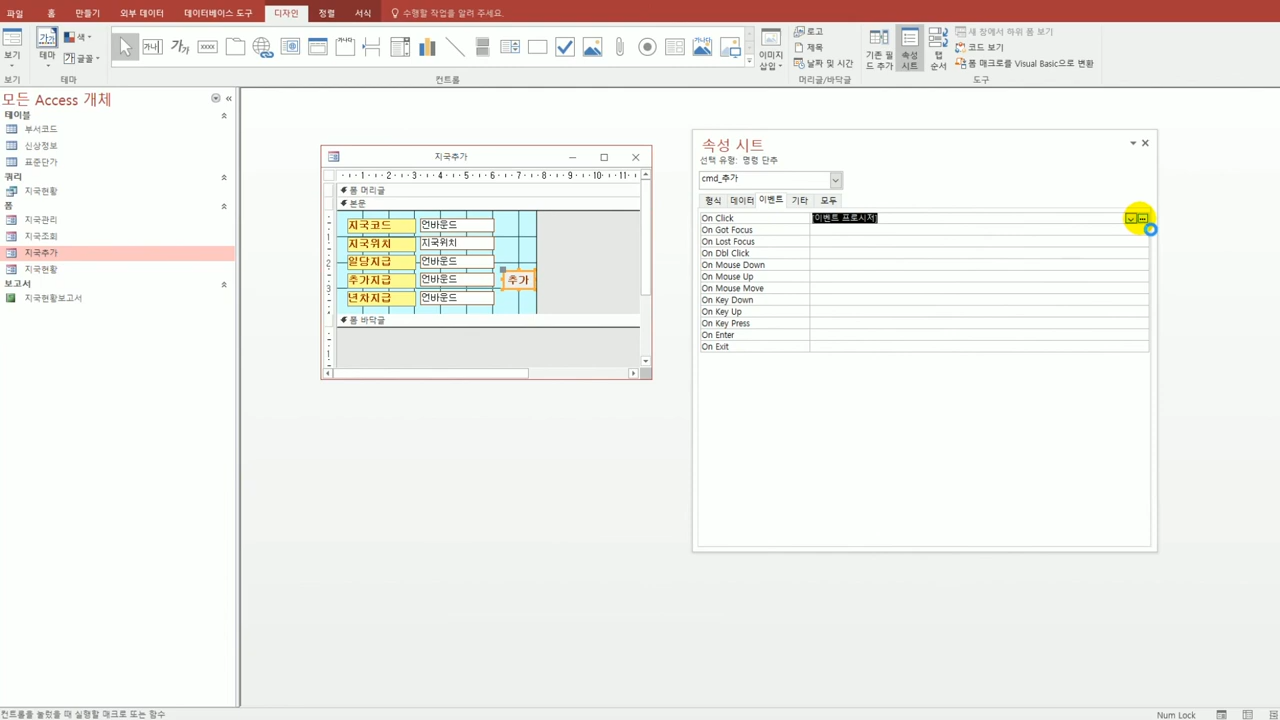 파일 홈 만들기 외부 데이터 데이터베이스 도구 디자인 정렬 서식 수행할 작업을 알려 주세요.
보기
보기
가가
테마
색
글꼴
테마
컨트롤
이미지 삽입
로고
제목
날짜 및 시간
머리글/바닥글
기존 필드 추가
속성 시트
탭 순서
새 창에서 하위 폼 보기
코드 보기
폼 매크로를 Visual Basic으로 변환
도구
모든 Access 개체
테이블
부서코드
신상정보
표준단가
쿼리
지국현황
폼
지국관리
지국조회
지국추가
지국현황
보고서
지국현황보고서
지국추가
1 2 3 4 5 6 7 8 9 10 11
폼 머리글
본문
지국코드 언바운드
지국위치 지국위치
일당지급 언바운드
추가지급 언바운드 추가
년차지급 언바운드
폼 바닥글
속성 시트
선택 유형: 명령 단추
cmd_추가
형식 데이터 이벤트 기타 모두
On Click [이벤트 프로시저]
On Got Focus
On Lost Focus
On Dbl Click
On Mouse Down
On Mouse Up
On Mouse Move
On Key Down
On Key Up
On Key Press
On Enter
On Exit
컨트롤을 눌렀을 때 실행할 매크로 또는 함수
Num Lock